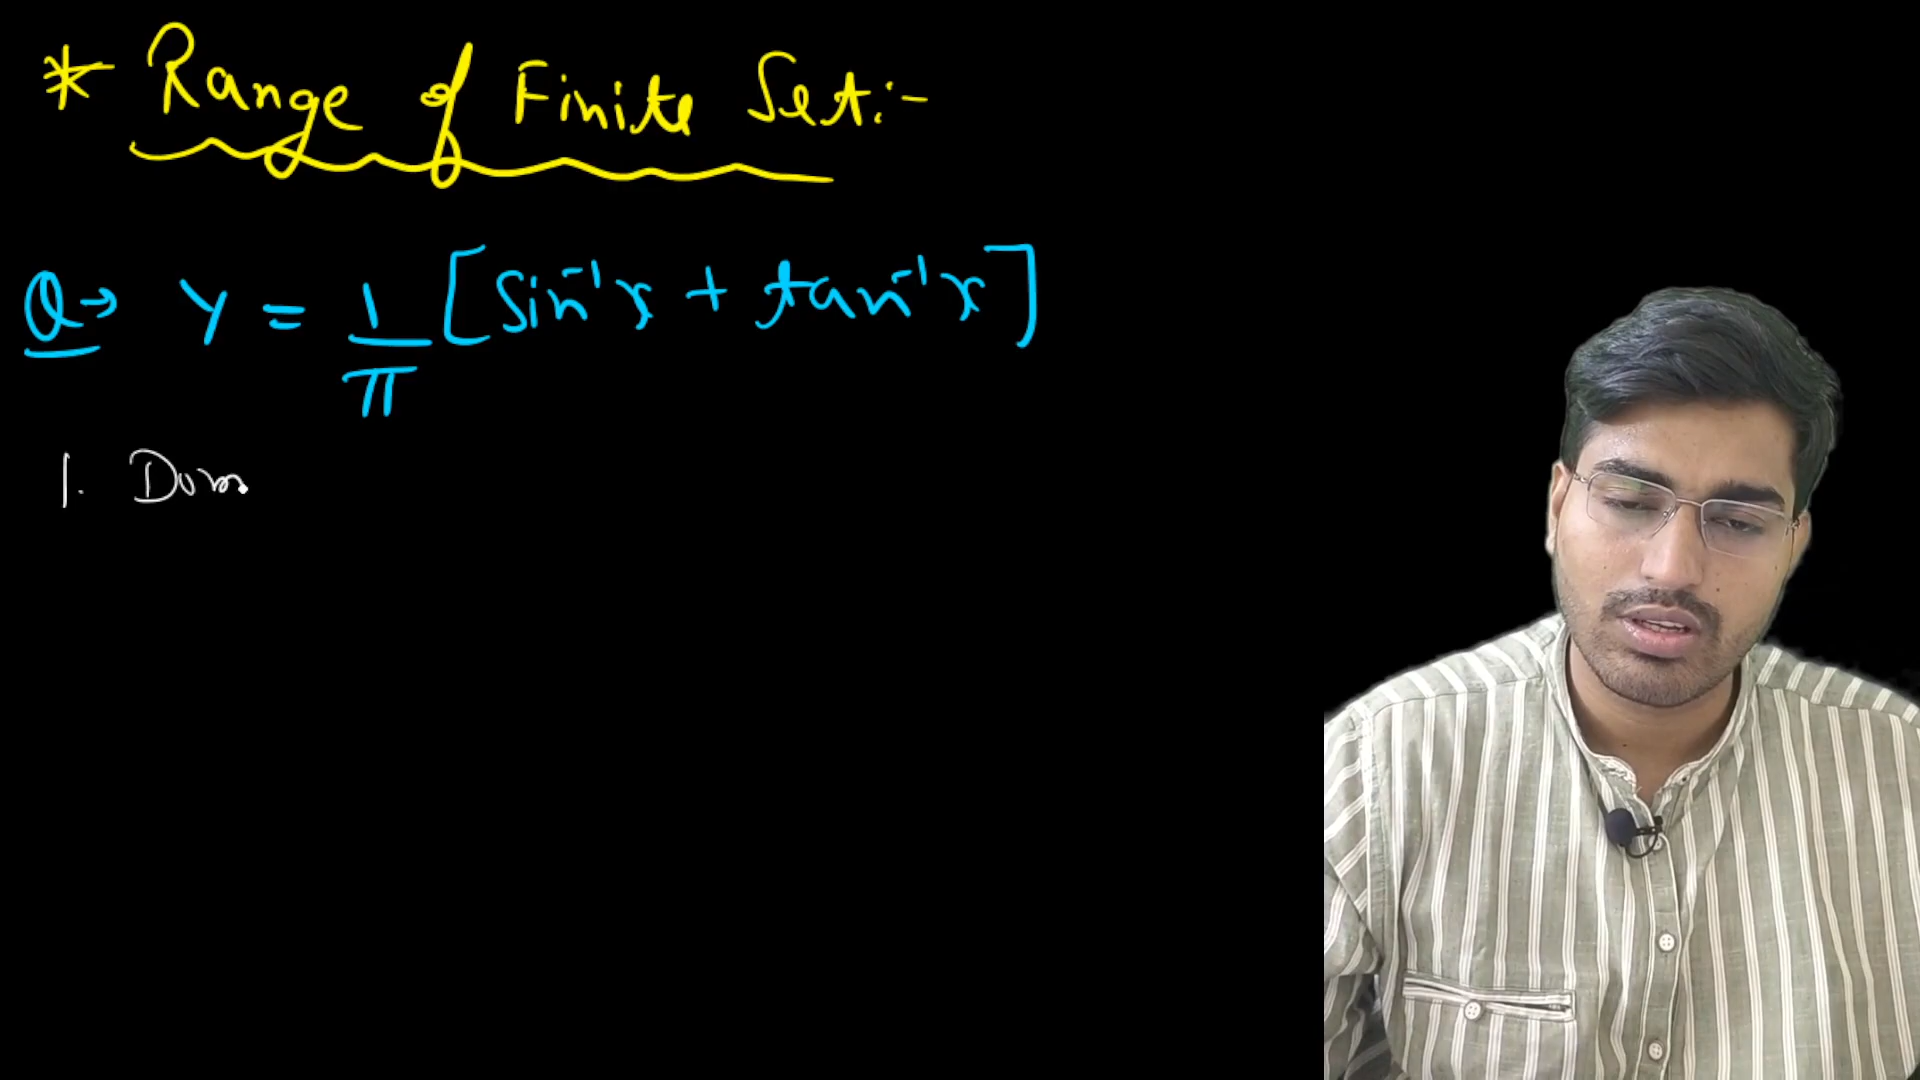 * Range of Finite Set:-
Q→ Y = 1/π [Sin⁻¹x + tan⁻¹x]
1. Dom